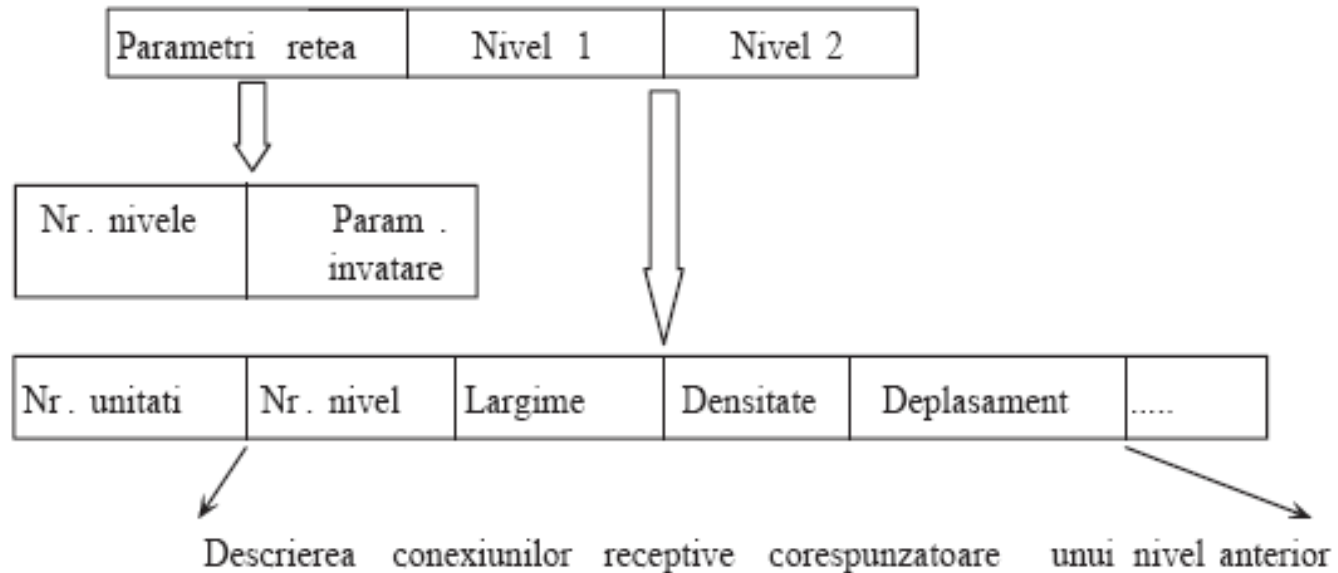 Parametri retea Nivel 1 Nivel 2
Nr. nivele Param.
invatare
Nr. unitati Nr. nivel Largime Densitate Deplasament .....
Descrierea conexiunilor receptive corespunzatoare unui nivel anterior